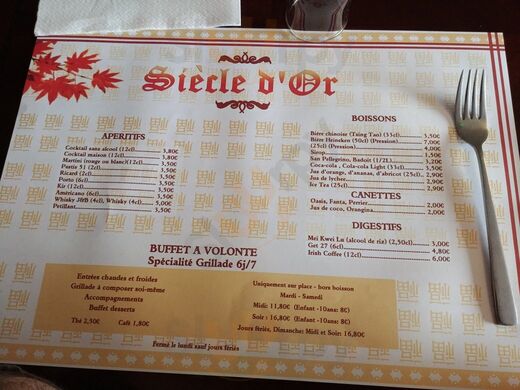 Siècle d'Or
APERITIFS
Cocktail sans alcool (12cl) 3,80€
Cocktail maison (12cl) 3,80€
Martini (rouge ou blanc)(12cl) 3,50€
Pastis 51 (2cl) 3,50€
Ricard (2cl) 3,50€
Porto (6cl) 3,50€
Kir (12cl) 3,50€
Américano (6cl) 3,50€
Whisky J&B (4cl), Whisky (4cl) 5,00€
Petillant 3,50€
BOISSONS
Bière chinoise (Tsing Tao) (33cl) 3,50€
Bière Heineken (50cl) (Pression) 7,00€
(25cl) (Pression) 4,00€
Sirop
San Pellegrino, Badoit (1/2L) 3,20€
Coca-cola, Cola-cola Light (33cl) 3,50€
Jus d'orange, d'ananas, d'abricot (25cl) 2,90€
Jus de lychee 2,90€
Ice Tea (25cl) 2,90€
CANETTES
Oasis, Fanta, Perrier 2,00€
Jus de coco, Orangina 2,00€
DIGESTIFS
Mei Kwei Lu (alcool de riz) (2,50cl) 3,00€
Get 27 (6cl) 4,80€
Irish Coffee (12cl) 6,00€
BUFFET A VOLONTE
Spécialité Grillade 6j/7
Entrées chaudes et froides
Grillade à composer soi-même
Accompagnements
Buffet desserts
Thé 2,50€ Café 1,80€
Uniquement sur place - hors boisson
Mardi - Samedi
Midi: 11,80€ (Enfant -10ans: 8€)
Soir: 16,80€ (Enfant -10ans: 8€)
Jours fériés, Dimanche: Midi et Soir: 16,80€
Fermé le lundi sauf jours fériés